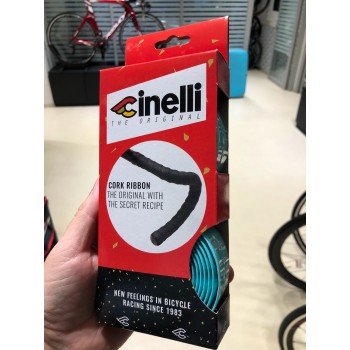 cinelli
THE ORIGINAL
CORK RIBBON
THE ORIGINAL WITH
THE SECRET RECIPE
NEW FEELINGS IN BICYCLE
RACING SINCE 1983